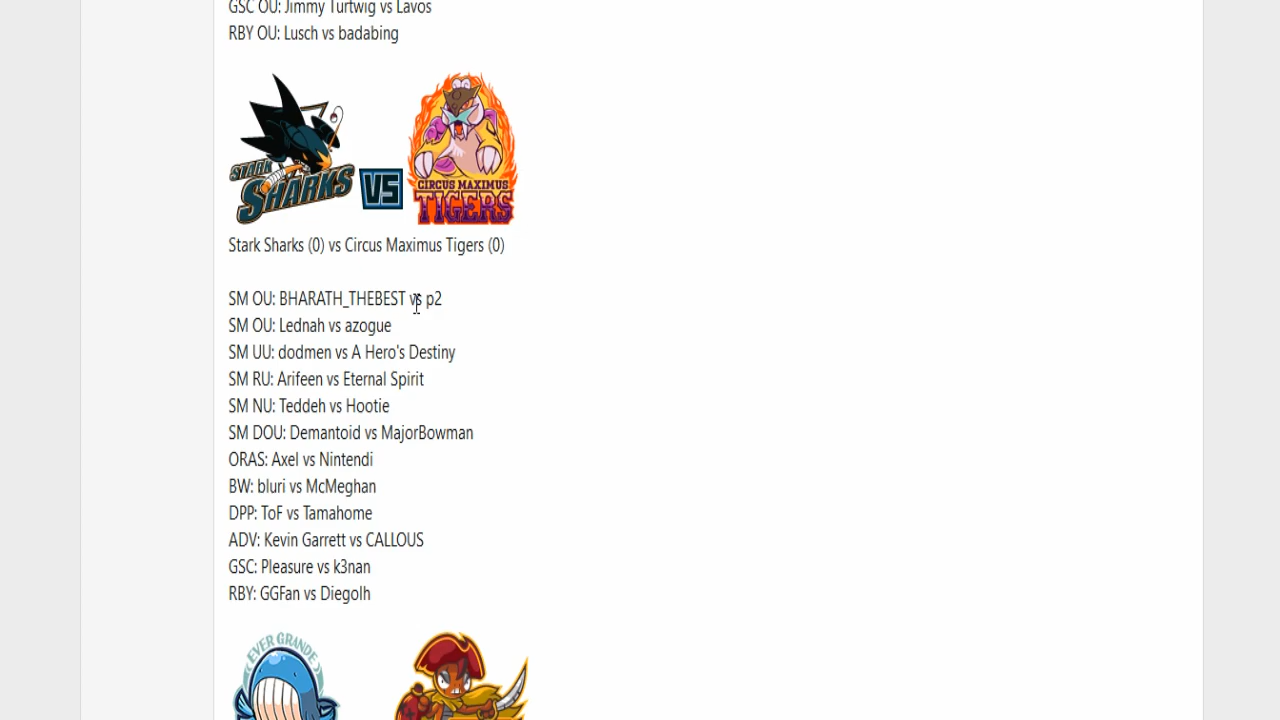 GSC OU: Jimmy Turtwig vs Lavos
RBY OU: Lusch vs badabing
STARK
SHARKS
VS
CIRCUS MAXIMUS
TIGERS
Stark Sharks (0) vs Circus Maximus Tigers (0)
SM OU: BHARATH_THEBEST vs p2
SM OU: Lednah vs azogue
SM UU: dodmen vs A Hero's Destiny
SM RU: Arifeen vs Eternal Spirit
SM NU: Teddeh vs Hootie
SM DOU: Demantoid vs MajorBowman
ORAS: Axel vs Nintendi
BW: bluri vs McMeghan
DPP: ToF vs Tamahome
ADV: Kevin Garrett vs CALLOUS
GSC: Pleasure vs k3nan
RBY: GGFan vs Diegolh
EVER GRANDE